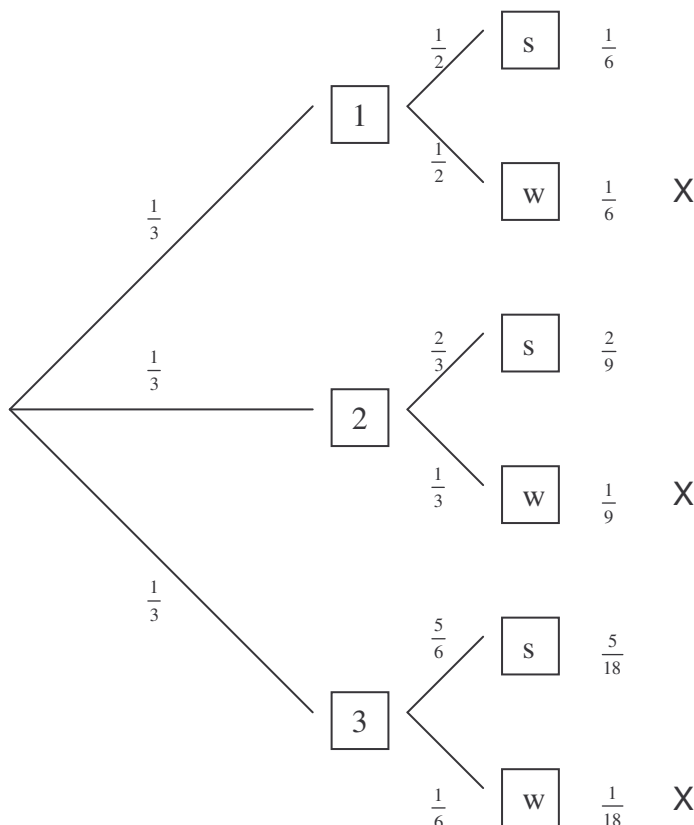 1/2 s 1/6
1
1/2 w 1/6 X
1/3
1/3 2/3 s 2/9
2
1/3 w 1/9 X
1/3
5/6 s 5/18
3
1/6 w 1/18 X